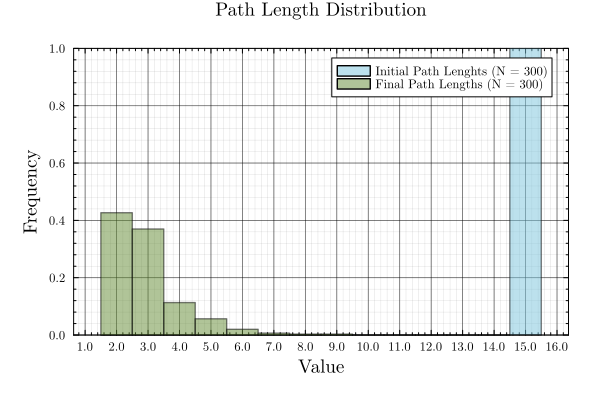 Path Length Distribution
1.0
0.8
0.6
0.4
0.2
0.0
Frequency
Initial Path Lenghts (N = 300)
Final Path Lengths (N = 300)
1.0 2.0 3.0 4.0 5.0 6.0 7.0 8.0 9.0 10.0 11.0 12.0 13.0 14.0 15.0 16.0
Value